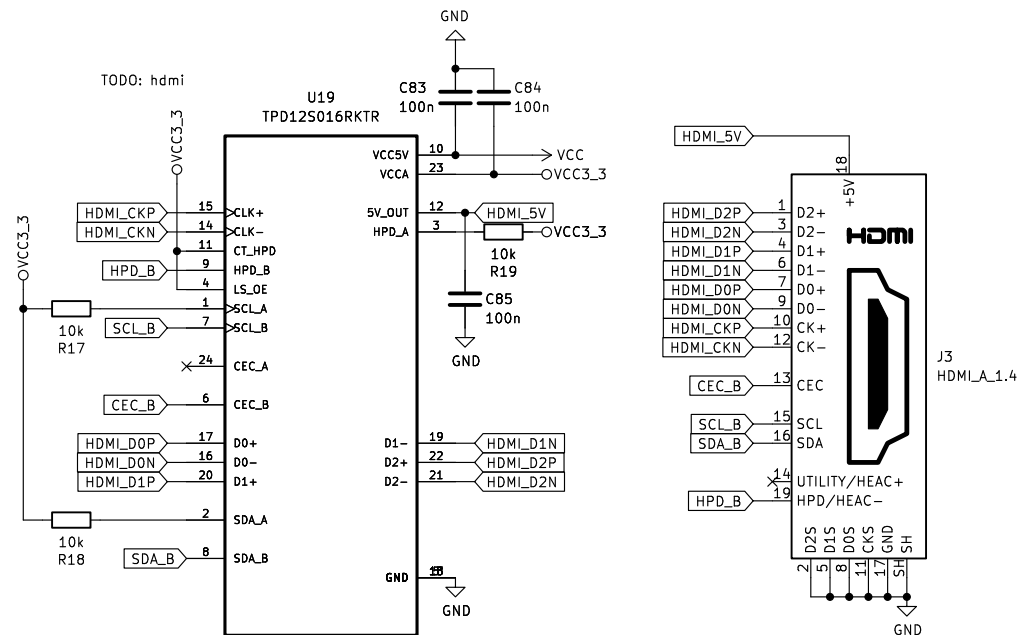 GND
TODO: hdmi
U19
TPD12S016RKTR
C83
100n
C84
100n
VCC3_3
VCC5V 10 VCC
VCCA 23 VCC3_3
HDMI_CKP 15 CLK+
HDMI_CKN 14 CLK-
11 CT_HPD
HPD_B 9 HPD_B
4 LS_OE
VCC3_3
1 SCL_A
10k
R17
SCL_B 7 SCL_B
24 CEC_A
CEC_B 6 CEC_B
HDMI_D0P 17 D0+
HDMI_D0N 16 D0-
HDMI_D1P 20 D1+
2 SDA_A
10k
R18
SDA_B 8 SDA_B
5V_OUT 12 HDMI_5V
HPD_A 3 VCC3_3
10k
R19
C85
100n
GND
D1- 19 HDMI_D1N
D2+ 22 HDMI_D2P
D2- 21 HDMI_D2N
GND
GND
HDMI_5V
18
+5V
HDMI_D2P 1 D2+
HDMI_D2N 3 D2-
HDMI_D1P 4 D1+
HDMI_D1N 6 D1-
HDMI_D0P 7 D0+
HDMI_D0N 9 D0-
HDMI_CKP 10 CK+
HDMI_CKN 12 CK-
HDMI
J3
HDMI_A_1.4
CEC_B 13 CEC
SCL_B 15 SCL
SDA_B 16 SDA
14 UTILITY/HEAC+
HPD_B 19 HPD/HEAC-
D2S
D1S
D0S
CKS
GND
SH
2
5
8
11
17
SH
GND